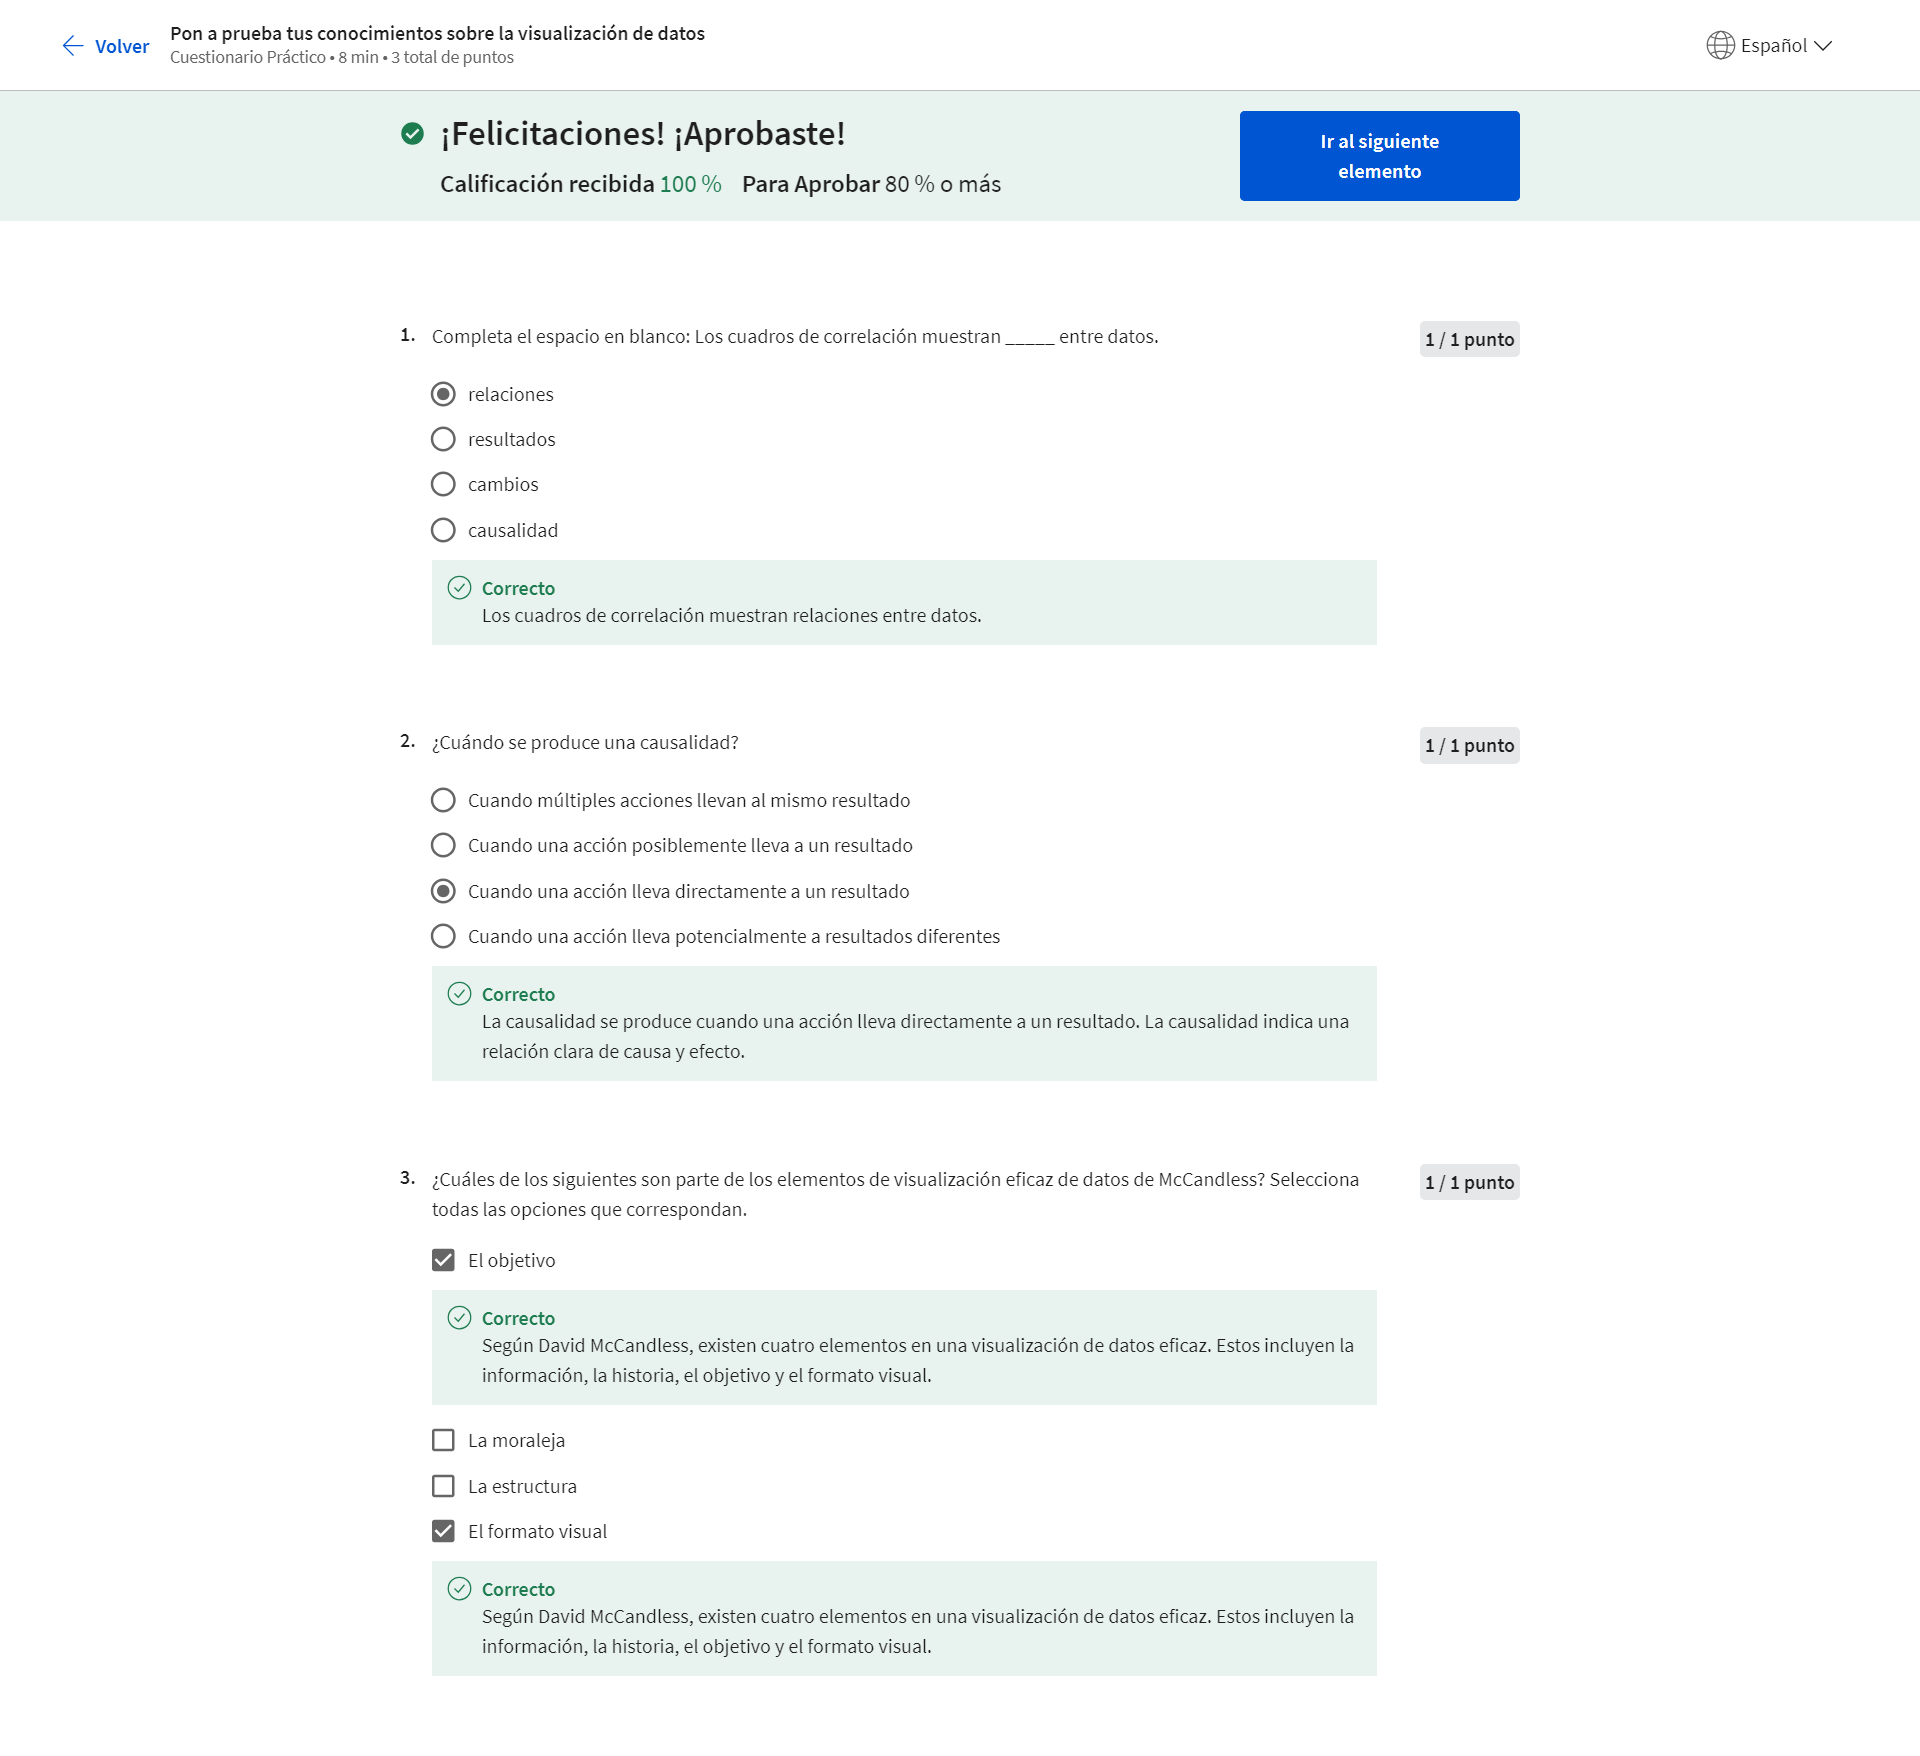 Volver
Pon a prueba tus conocimientos sobre la visualización de datos
Cuestionario Práctico • 8 min • 3 total de puntos
Español
¡Felicitaciones! ¡Aprobaste!
Calificación recibida 100 % Para Aprobar 80 % o más
Ir al siguiente
elemento
1. Completa el espacio en blanco: Los cuadros de correlación muestran _____ entre datos.
1 / 1 punto
relaciones
resultados
cambios
causalidad
Correcto
Los cuadros de correlación muestran relaciones entre datos.
2. ¿Cuándo se produce una causalidad?
1 / 1 punto
Cuando múltiples acciones llevan al mismo resultado
Cuando una acción posiblemente lleva a un resultado
Cuando una acción lleva directamente a un resultado
Cuando una acción lleva potencialmente a resultados diferentes
Correcto
La causalidad se produce cuando una acción lleva directamente a un resultado. La causalidad indica una
relación clara de causa y efecto.
3. ¿Cuáles de los siguientes son parte de los elementos de visualización eficaz de datos de McCandless? Selecciona
todas las opciones que correspondan.
1 / 1 punto
El objetivo
Correcto
Según David McCandless, existen cuatro elementos en una visualización de datos eficaz. Estos incluyen la
información, la historia, el objetivo y el formato visual.
La moraleja
La estructura
El formato visual
Correcto
Según David McCandless, existen cuatro elementos en una visualización de datos eficaz. Estos incluyen la
información, la historia, el objetivo y el formato visual.